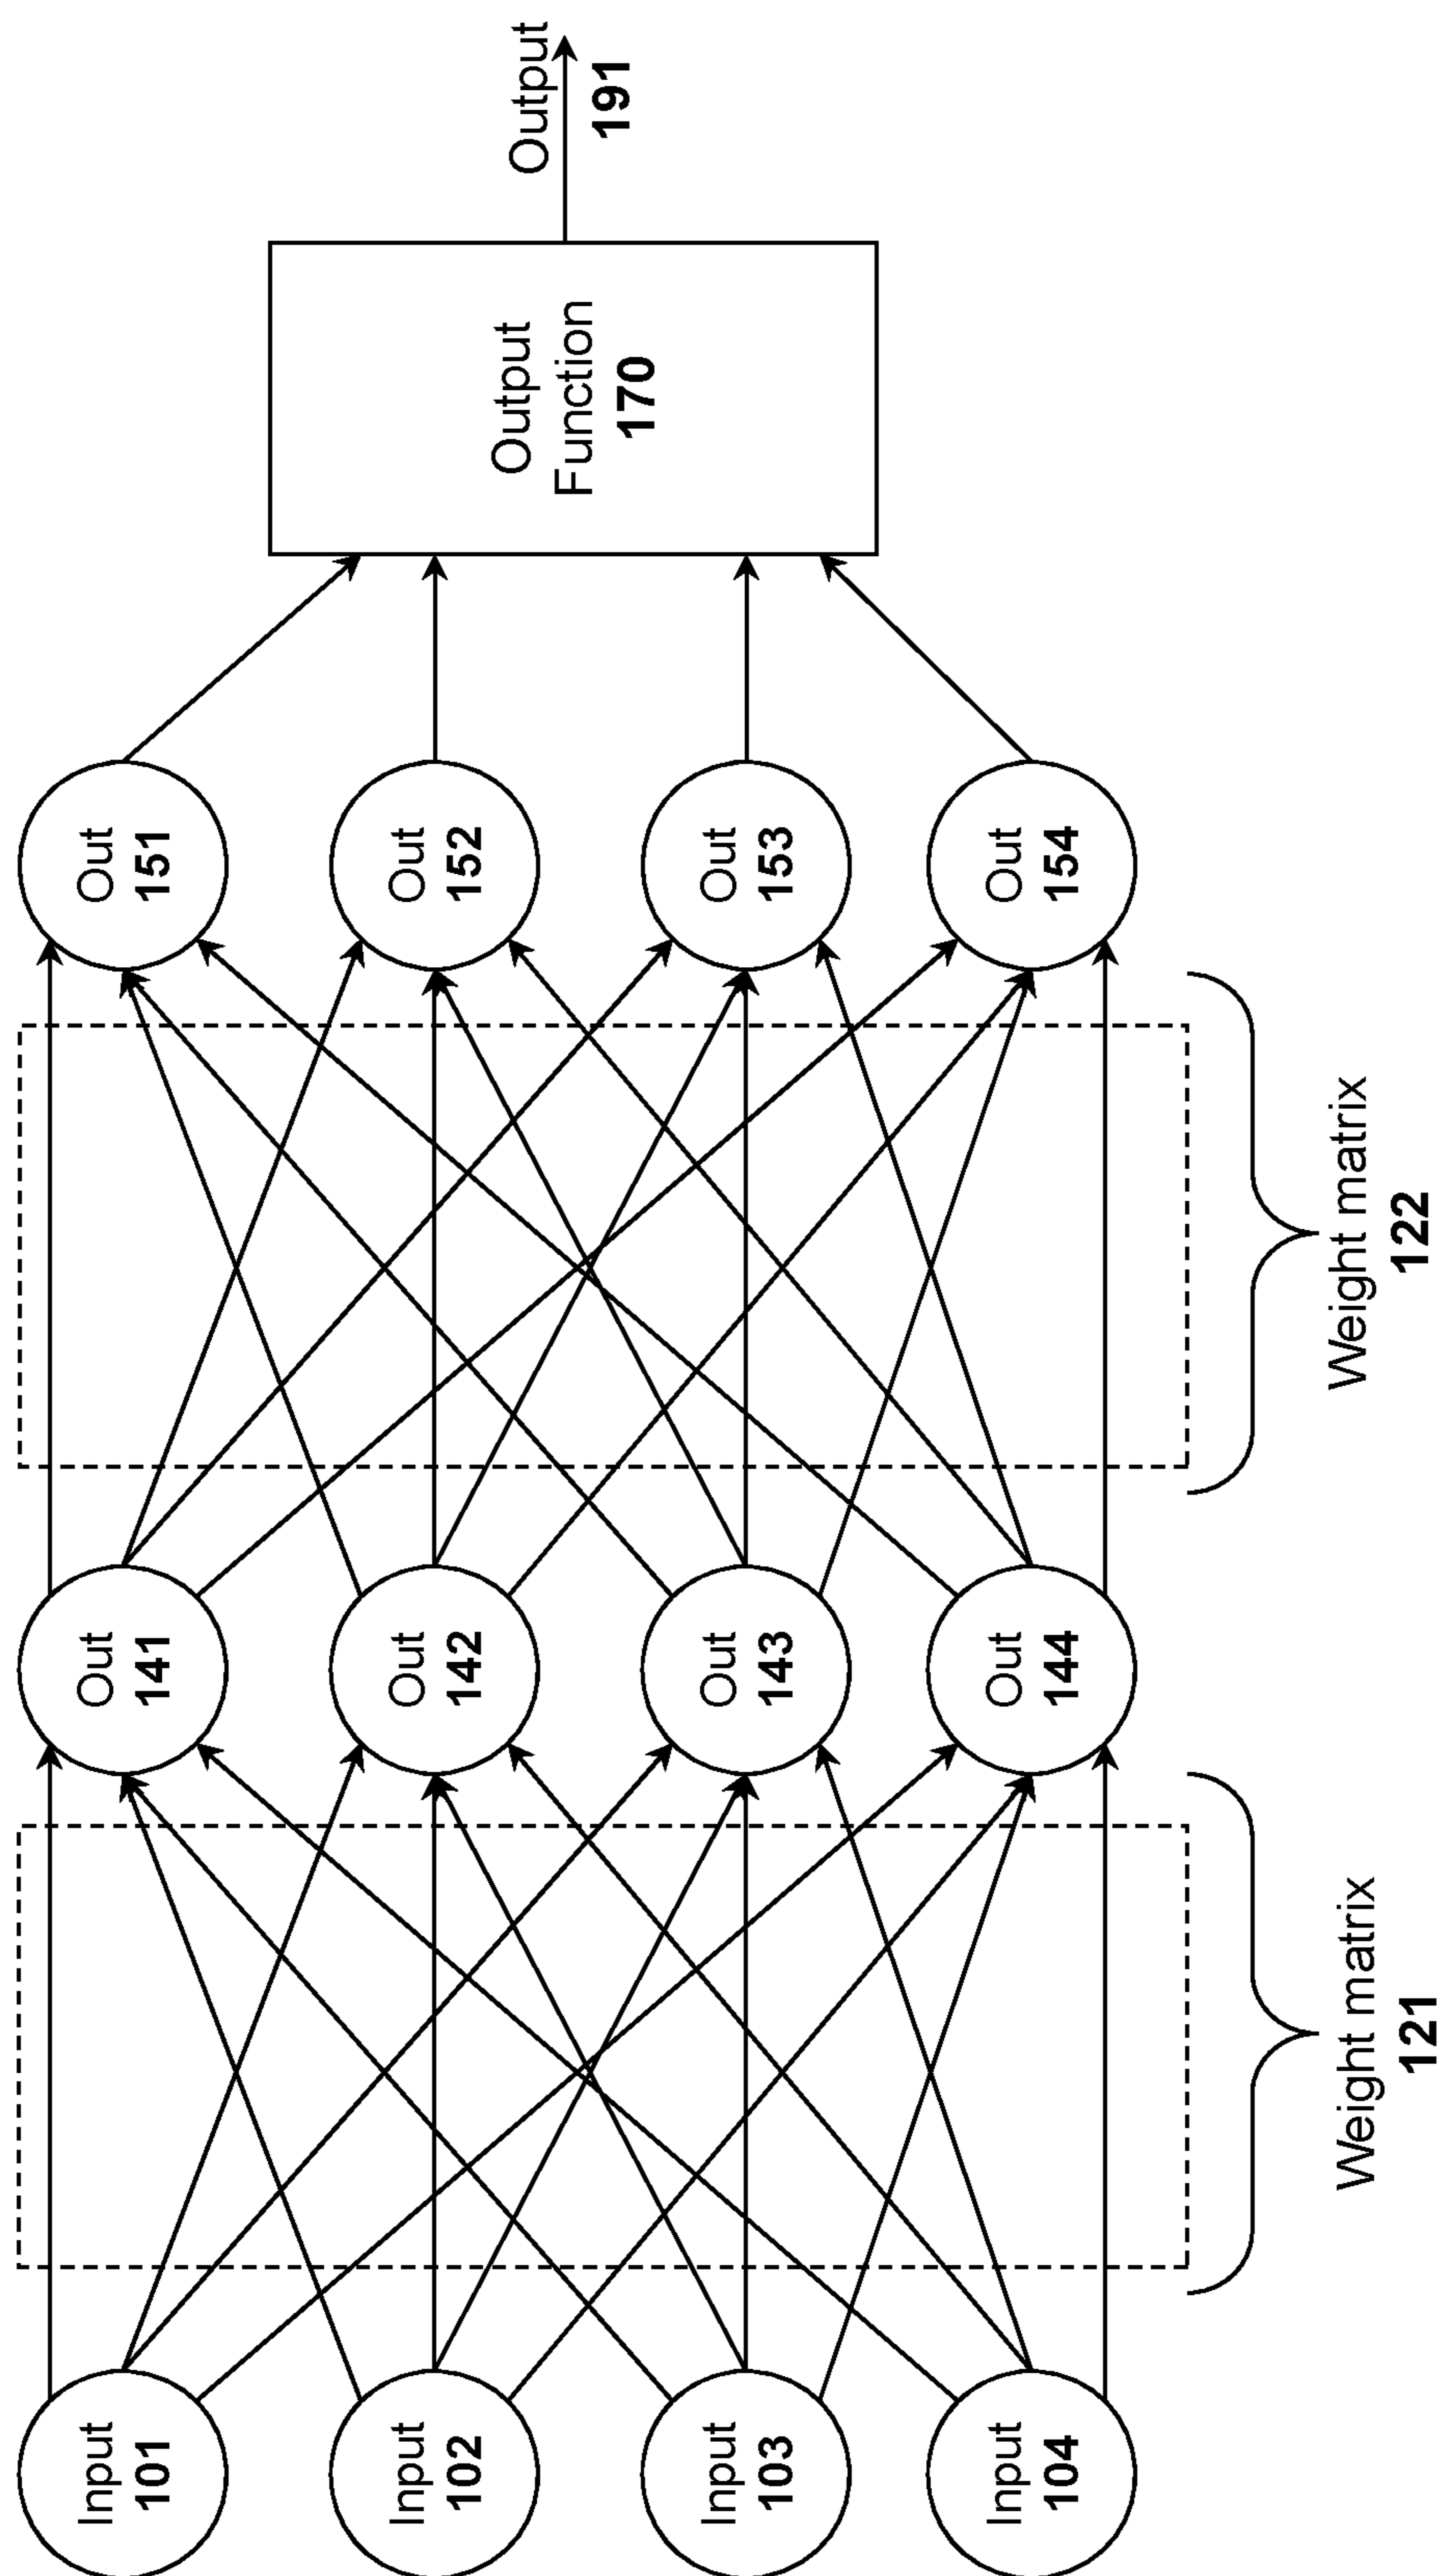 Input
101
Input
102
Input
103
Input
104
Weight matrix
121
Out
141
Out
142
Out
143
Out
144
Weight matrix
122
Out
151
Out
152
Out
153
Out
154
Output
Function
170
Output
191